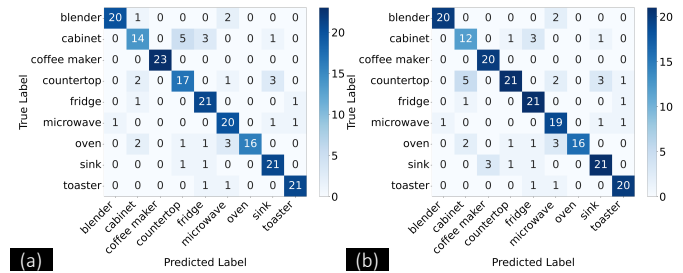 blender 20 1 0 0 0 2 0 0 0
cabinet 0 14 0 5 3 0 0 1 0
coffee maker 0 0 23 0 0 0 0 0 0
countertop 0 2 0 17 0 1 0 3 0
fridge 0 1 0 0 21 0 0 0 1
microwave 1 0 0 0 0 20 0 1 1
oven 0 2 0 1 1 3 16 0 0
sink 0 0 0 1 1 0 0 21 0
toaster 0 0 0 0 1 1 0 0 21
True Label
blender cabinet coffee maker countertop fridge microwave oven sink toaster
Predicted Label
20
15
10
5
0
(a)
blender 20 0 0 0 0 2 0 0 0
cabinet 0 12 0 1 3 0 0 1 0
coffee maker 0 0 20 0 0 0 0 0 0
countertop 0 5 0 21 0 2 0 3 1
fridge 0 1 0 0 21 0 0 0 1
microwave 1 0 0 0 0 19 0 1 1
oven 0 2 0 1 1 3 16 0 0
sink 0 0 3 1 1 0 0 21 0
toaster 0 0 0 0 1 1 0 0 20
True Label
blender cabinet coffee maker countertop fridge microwave oven sink toaster
Predicted Label
20
15
10
5
0
(b)